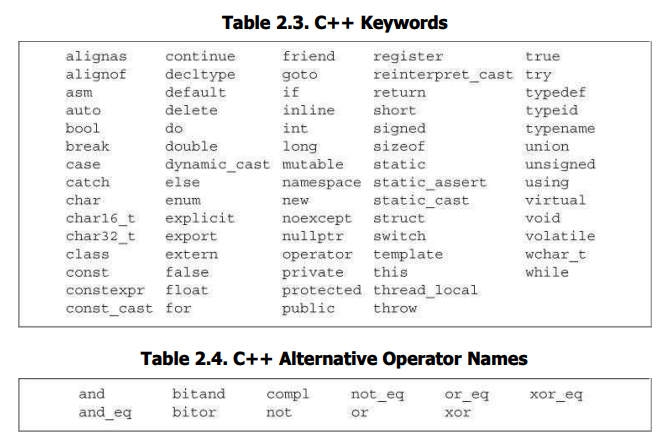 Table 2.3. C++ Keywords
alignas continue friend register true
alignof decltype goto reinterpret_cast try
asm default if return typedef
auto delete inline short typeid
bool do int signed typename
break double long sizeof union
case dynamic_cast mutable static unsigned
catch else namespace static_assert using
char enum new static_cast virtual
char16_t explicit noexcept struct void
char32_t export nullptr switch volatile
class extern operator template wchar_t
const false private this while
constexpr float protected thread_local
const_cast for public throw
Table 2.4. C++ Alternative Operator Names
and bitand compl not_eq or_eq xor_eq
and_eq bitor not or xor